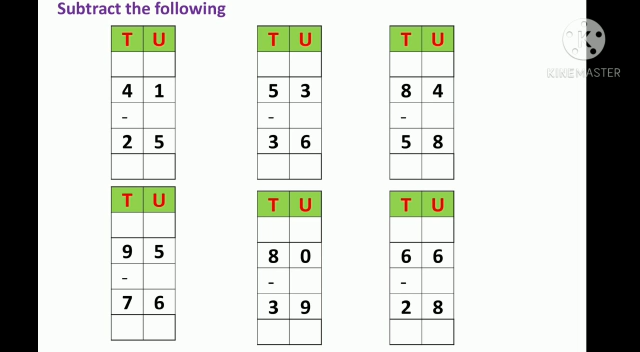 Subtract the following
T U T U T U
4 1 5 3 8 4
- - -
2 5 3 6 5 8
T U T U T U
9 5 8 0 6 6
- - -
7 6 3 9 2 8
KINEMASTER